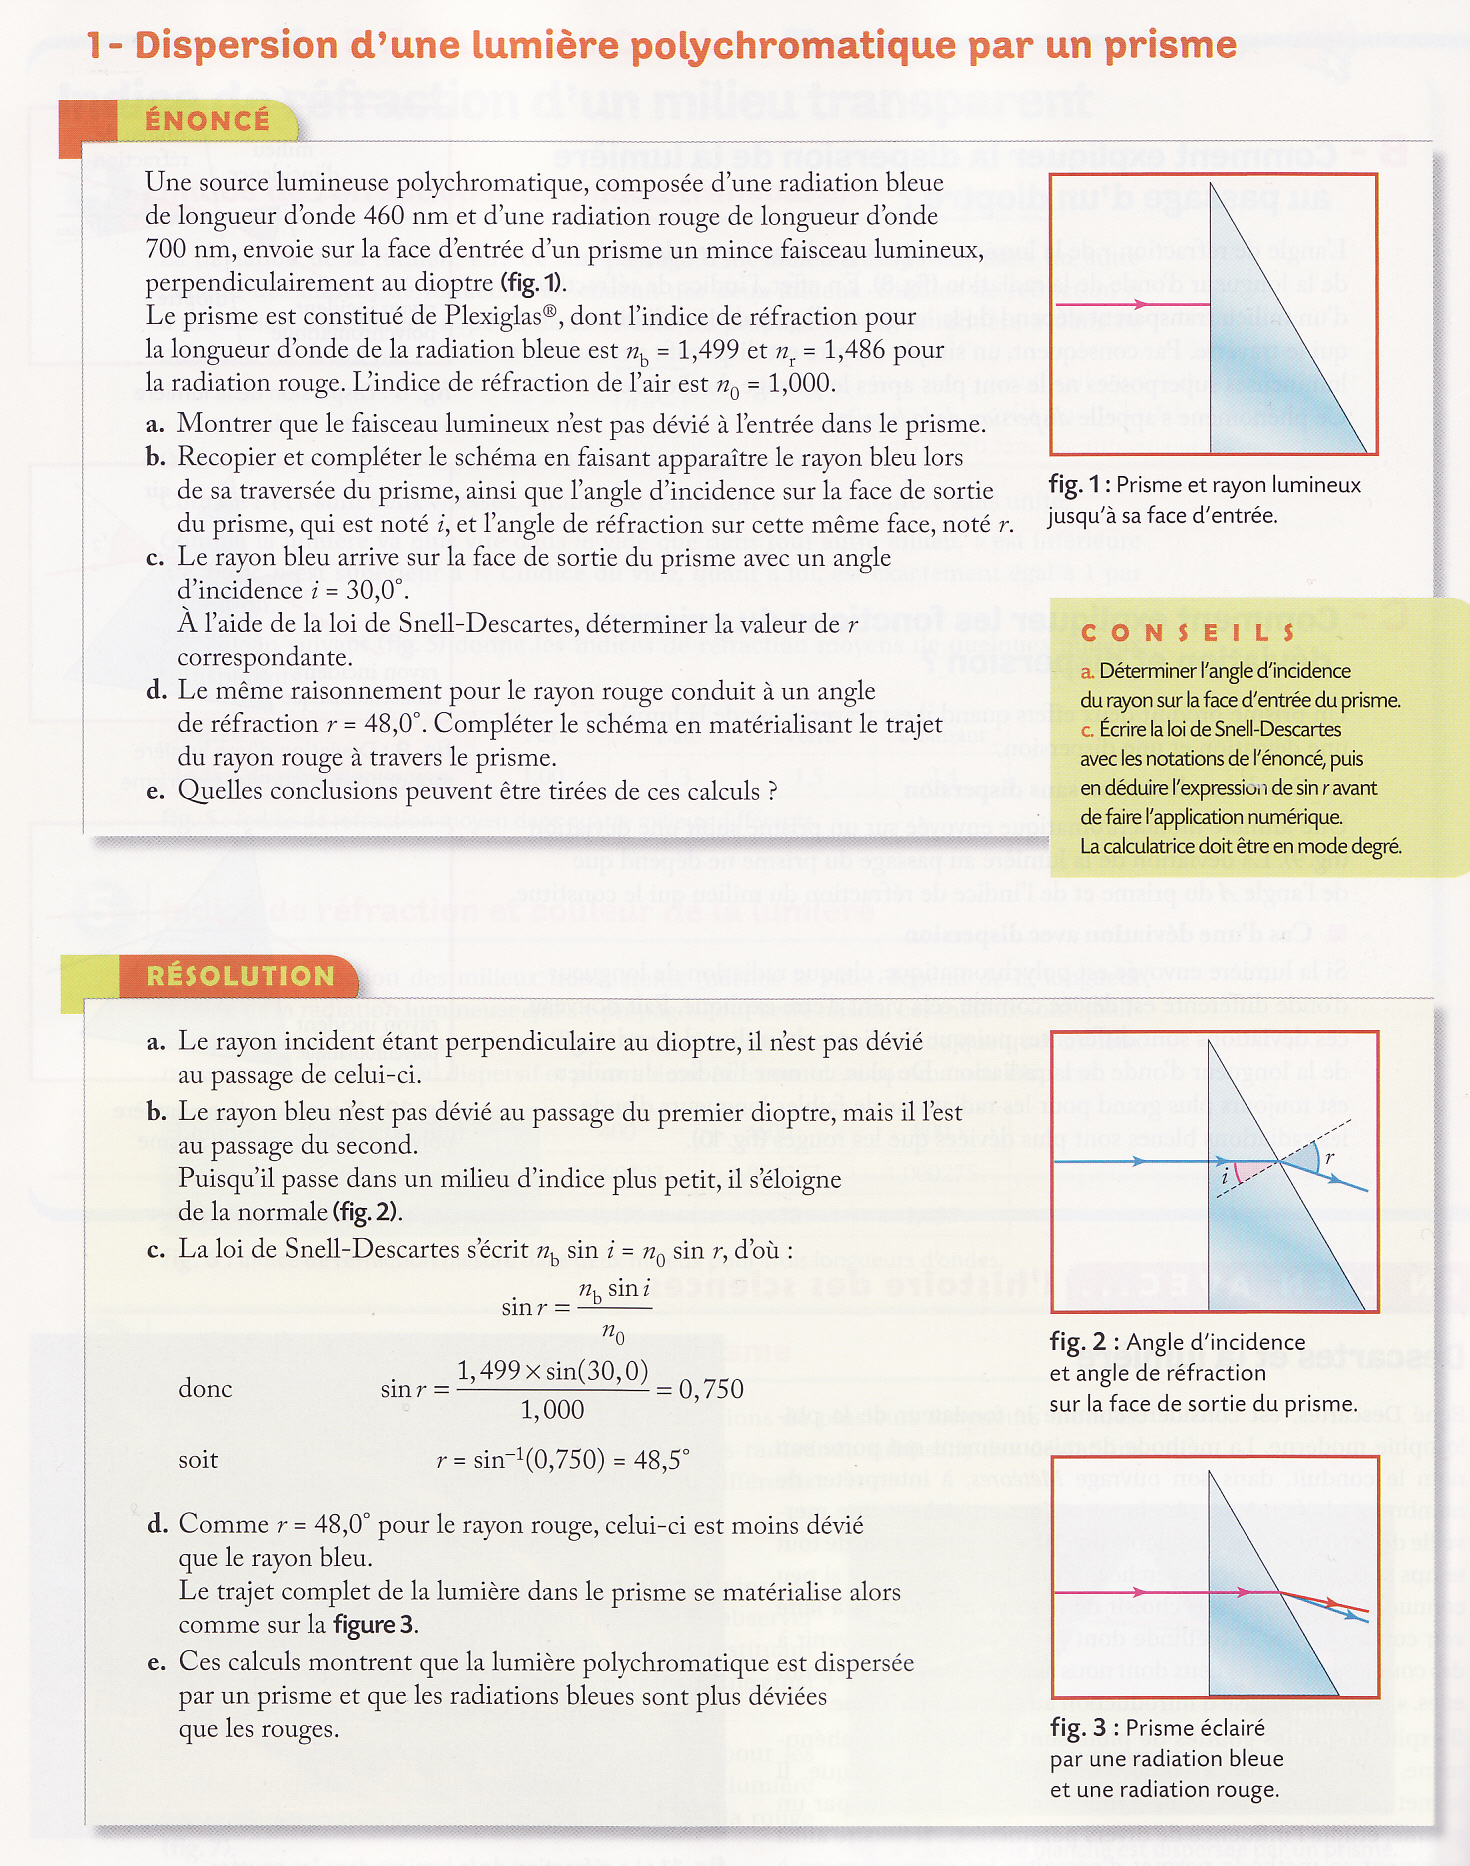 1- Dispersion d'une lumière polychromatique par un prisme
ÉNONCÉ
Une source lumineuse polychromatique, composée d'une radiation bleue
de longueur d'onde 460 nm et d'une radiation rouge de longueur d'onde
700 nm, envoie sur la face d'entrée d'un prisme un mince faisceau lumineux,
perpendiculairement au dioptre (fig. 1).
Le prisme est constitué de Plexiglas®, dont l'indice de réfraction pour
la longueur d'onde de la radiation bleue est n_b = 1,499 et n_r = 1,486 pour
la radiation rouge. L'indice de réfraction de l'air est n_0 = 1,000.
a. Montrer que le faisceau lumineux n'est pas dévié à l'entrée dans le prisme.
b. Recopier et compléter le schéma en faisant apparaître le rayon bleu lors
de sa traversée du prisme, ainsi que l'angle d'incidence sur la face de sortie
du prisme, qui est noté i, et l'angle de réfraction sur cette même face, noté r.
c. Le rayon bleu arrive sur la face de sortie du prisme avec un angle
d'incidence i = 30,0°.
À l'aide de la loi de Snell-Descartes, déterminer la valeur de r
correspondante.
d. Le même raisonnement pour le rayon rouge conduit à un angle
de réfraction r = 48,0°. Compléter le schéma en matérialisant le trajet
du rayon rouge à travers le prisme.
e. Quelles conclusions peuvent être tirées de ces calculs ?
fig. 1 : Prisme et rayon lumineux
jusqu'à sa face d'entrée.
CONSEILS
a. Déterminer l'angle d'incidence
du rayon sur la face d'entrée du prisme.
c. Écrire la loi de Snell-Descartes
avec les notations de l'énoncé, puis
en déduire l'expression de sin r avant
de faire l'application numérique.
La calculatrice doit être en mode degré.
RÉSOLUTION
a. Le rayon incident étant perpendiculaire au dioptre, il n'est pas dévié
au passage de celui-ci.
b. Le rayon bleu n'est pas dévié au passage du premier dioptre, mais il l'est
au passage du second.
Puisqu'il passe dans un milieu d'indice plus petit, il s'éloigne
de la normale (fig. 2).
c. La loi de Snell-Descartes s'écrit n_b sin i = n_0 sin r, d'où :
sin r = n_b sin i / n_0
donc sin r = 1,499 × sin(30,0) / 1,000 = 0,750
soit r = sin⁻¹(0,750) = 48,5°
d. Comme r = 48,0° pour le rayon rouge, celui-ci est moins dévié
que le rayon bleu.
Le trajet complet de la lumière dans le prisme se matérialise alors
comme sur la figure 3.
e. Ces calculs montrent que la lumière polychromatique est dispersée
par un prisme et que les radiations bleues sont plus déviées
que les rouges.
i
r
fig. 2 : Angle d'incidence
et angle de réfraction
sur la face de sortie du prisme.
fig. 3 : Prisme éclairé
par une radiation bleue
et une radiation rouge.